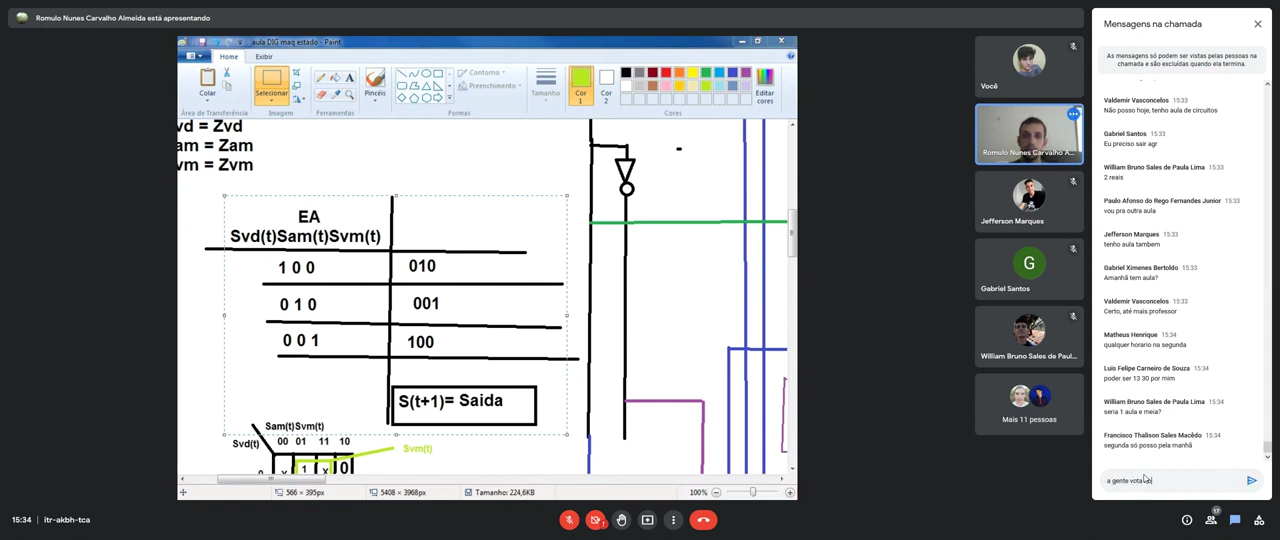 Romulo Nunes Carvalho Almeida está apresentando
aula DIG maq estado - Paint
Home
Exibir
Colar
Selecionar
Pincéis
Contorno
Preenchimento
Tamanho
Cor 1
Cor 2
Editar cores
Área de Transferência
Imagem
Ferramentas
Formas
Cores
vd = Zvd
am = Zam
vm = Zvm
EA
Svd(t)Sam(t)Svm(t)
1 0 0 010
0 1 0 001
0 0 1 100
S(t+1)= Saida
Sam(t)Svm(t)
Svd(t)
00 01 11 10
Svm(t)
1 X 0
566 × 395px
5408 × 3968px
Tamanho: 224,6KB
100%
Você
Romulo Nunes Carvalho A...
Jefferson Marques
G
Gabriel Santos
William Bruno Sales de Paul...
Mais 11 pessoas
Mensagens na chamada
As mensagens só podem ser vistas pelas pessoas na
chamada e são excluídas quando ela termina.
Valdemir Vasconcelos 15:33
Não posso hoje, tenho aula de circuitos
Gabriel Santos 15:33
Eu preciso sair agr
William Bruno Sales de Paula Lima 15:33
2 reais
Paulo Afonso do Rego Fernandes Junior 15:33
vou pra outra aula
Jefferson Marques 15:33
tenho aula tambem
Gabriel Ximenes Bertoldo 15:33
Amanhã tem aula?
Valdemir Vasconcelos 15:33
Certo, até mais professor
Matheus Henrique 15:34
qualquer horario na segunda
Luis Felipe Carneiro de Souza 15:34
poder ser 13 30 por mim
William Bruno Sales de Paula Lima 15:34
seria 1 aula e meia?
Francisco Thalison Sales Macêdo 15:34
segunda só posso pela manhã
a gente vota
15:34
itr-akbh-tca
17